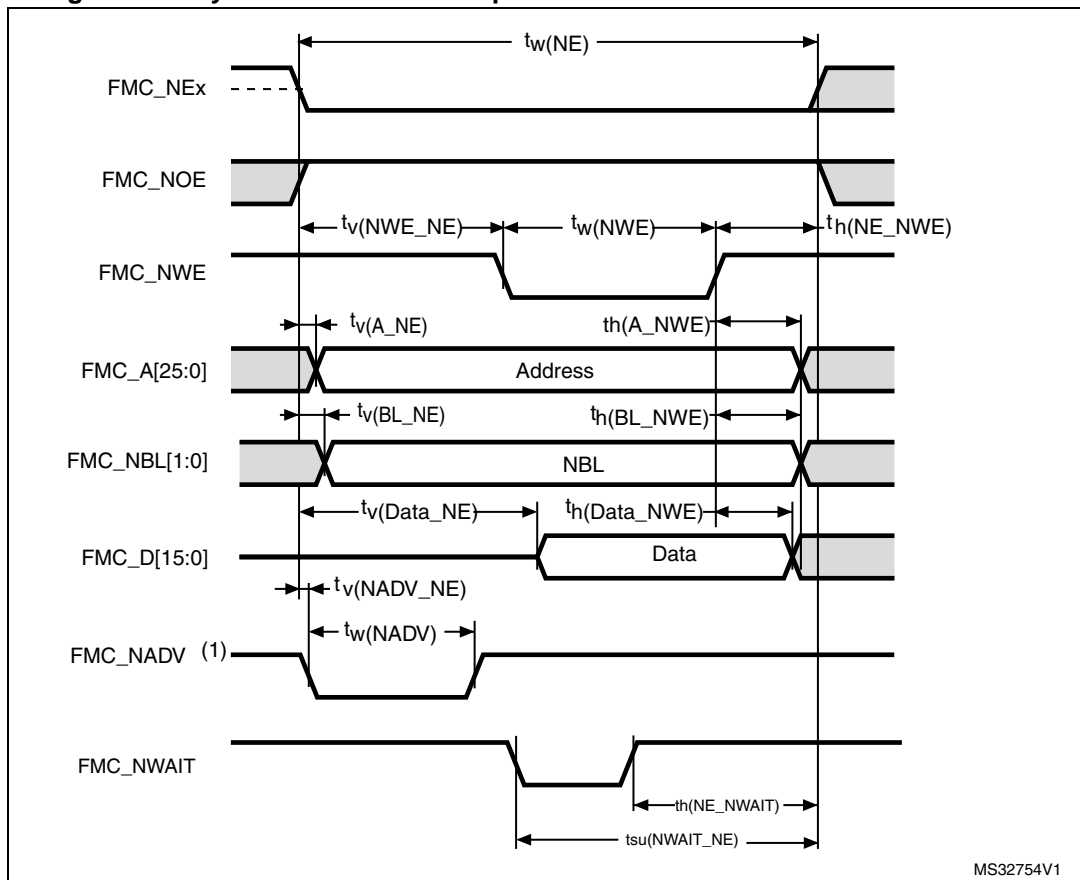 tw(NE)
FMC_NEx
FMC_NOE
tv(NWE_NE) tw(NWE) th(NE_NWE)
FMC_NWE
tv(A_NE) th(A_NWE)
FMC_A[25:0] Address
tv(BL_NE) th(BL_NWE)
FMC_NBL[1:0] NBL
tv(Data_NE) th(Data_NWE)
FMC_D[15:0] Data
tv(NADV_NE)
tw(NADV)
FMC_NADV (1)
FMC_NWAIT
th(NE_NWAIT)
tsu(NWAIT_NE)
MS32754V1